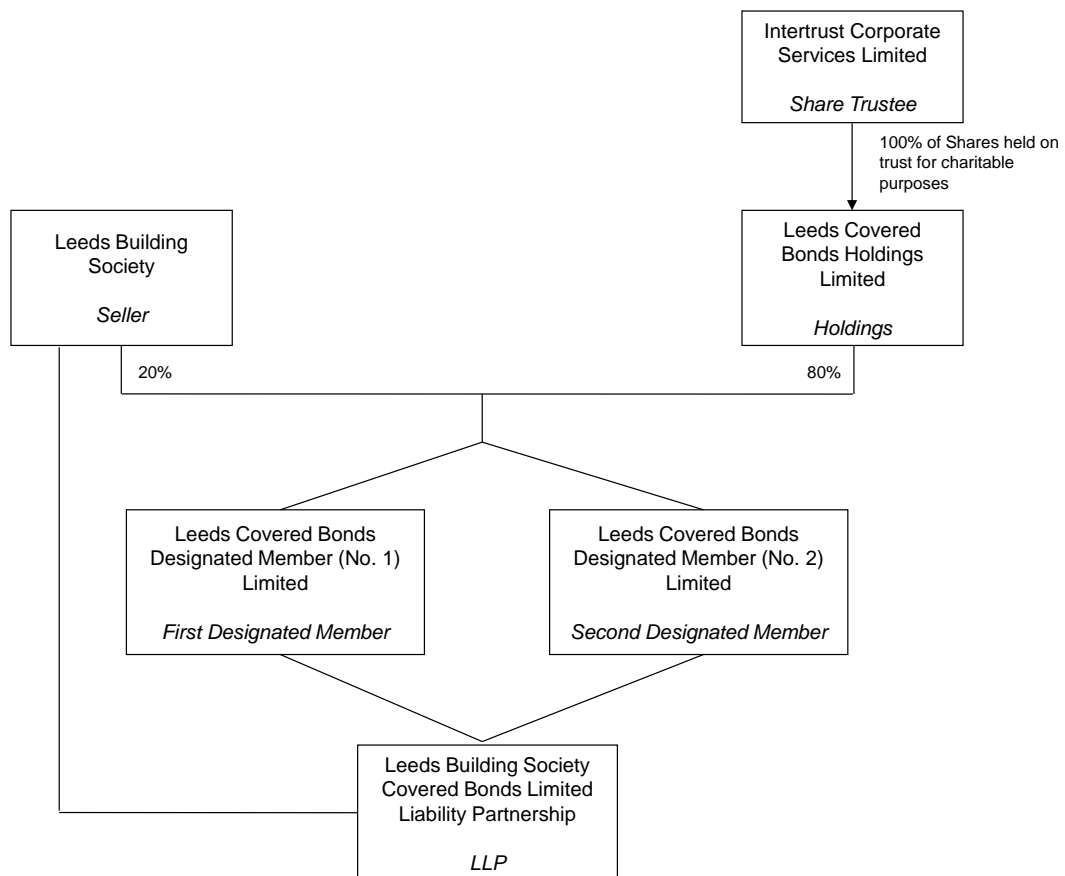 Intertrust Corporate
Services Limited
Share Trustee
100% of Shares held on
trust for charitable
purposes
Leeds Building
Society
Seller
Leeds Covered
Bonds Holdings
Limited
Holdings
20%
80%
Leeds Covered Bonds
Designated Member (No. 1)
Limited
First Designated Member
Leeds Covered Bonds
Designated Member (No. 2)
Limited
Second Designated Member
Leeds Building Society
Covered Bonds Limited
Liability Partnership
LLP